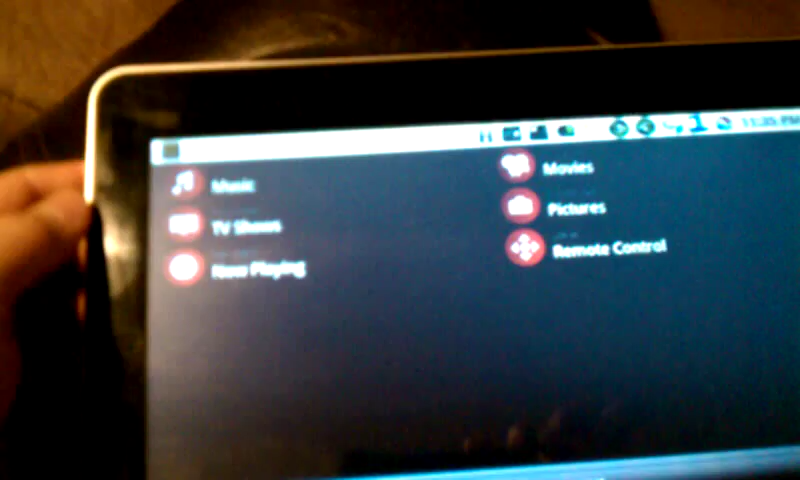 Music
Movies
TV Shows
Pictures
Now Playing
Remote Control